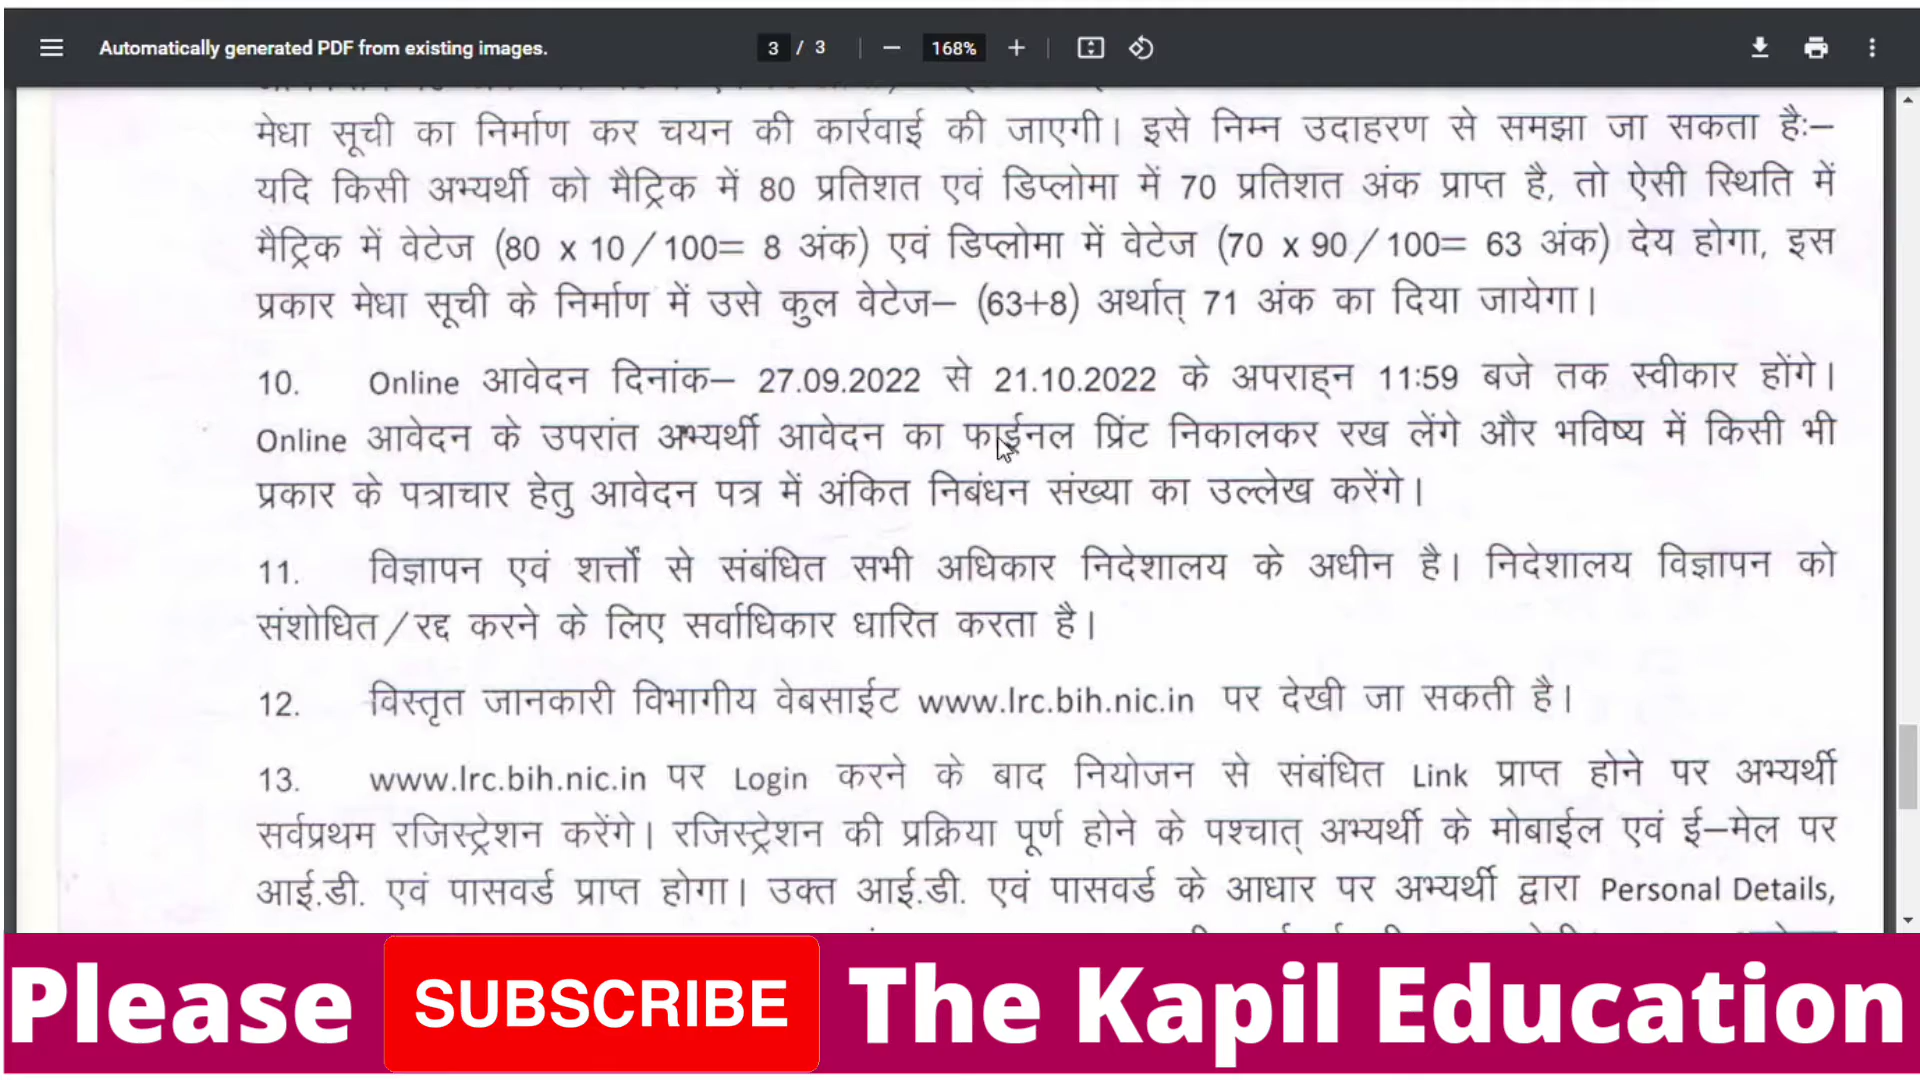 Automatically generated PDF from existing images.
3 / 3
168%
मेधा सूची का निर्माण कर चयन की कार्रवाई की जाएगी। इसे निम्न उदाहरण से समझा जा सकता हैः–
यदि किसी अभ्यर्थी को मैट्रिक में 80 प्रतिशत एवं डिप्लोमा में 70 प्रतिशत अंक प्राप्त है, तो ऐसी स्थिति में
मैट्रिक में वेटेज (80 x 10/100= 8 अंक) एवं डिप्लोमा में वेटेज (70 x 90/100= 63 अंक) देय होगा, इस
प्रकार मेधा सूची के निर्माण में उसे कुल वेटेज– (63+8) अर्थात् 71 अंक का दिया जायेगा।
10. Online आवेदन दिनांक– 27.09.2022 से 21.10.2022 के अपराह्न 11:59 बजे तक स्वीकार होंगे।
Online आवेदन के उपरांत अभ्यर्थी आवेदन का फाईनल प्रिंट निकालकर रख लेंगे और भविष्य में किसी भी
प्रकार के पत्राचार हेतु आवेदन पत्र में अंकित निबंधन संख्या का उल्लेख करेंगे।
11. विज्ञापन एवं शर्त्तों से संबंधित सभी अधिकार निदेशालय के अधीन है। निदेशालय विज्ञापन को
संशोधित/रद्द करने के लिए सर्वाधिकार धारित करता है।
12. विस्तृत जानकारी विभागीय वेबसाईट www.lrc.bih.nic.in पर देखी जा सकती है।
13. www.lrc.bih.nic.in पर Login करने के बाद नियोजन से संबंधित Link प्राप्त होने पर अभ्यर्थी
सर्वप्रथम रजिस्ट्रेशन करेंगे। रजिस्ट्रेशन की प्रक्रिया पूर्ण होने के पश्चात् अभ्यर्थी के मोबाईल एवं ई–मेल पर
आई.डी. एवं पासवर्ड प्राप्त होगा। उक्त आई.डी. एवं पासवर्ड के आधार पर अभ्यर्थी द्वारा Personal Details,
Please SUBSCRIBE The Kapil Education